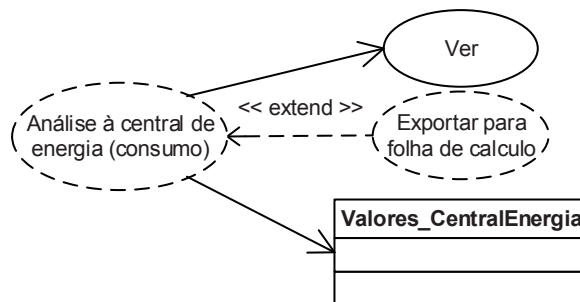 Ver
Análise à central de
energia (consumo)
<< extend >>
Exportar para
folha de calculo
Valores_CentralEnergia